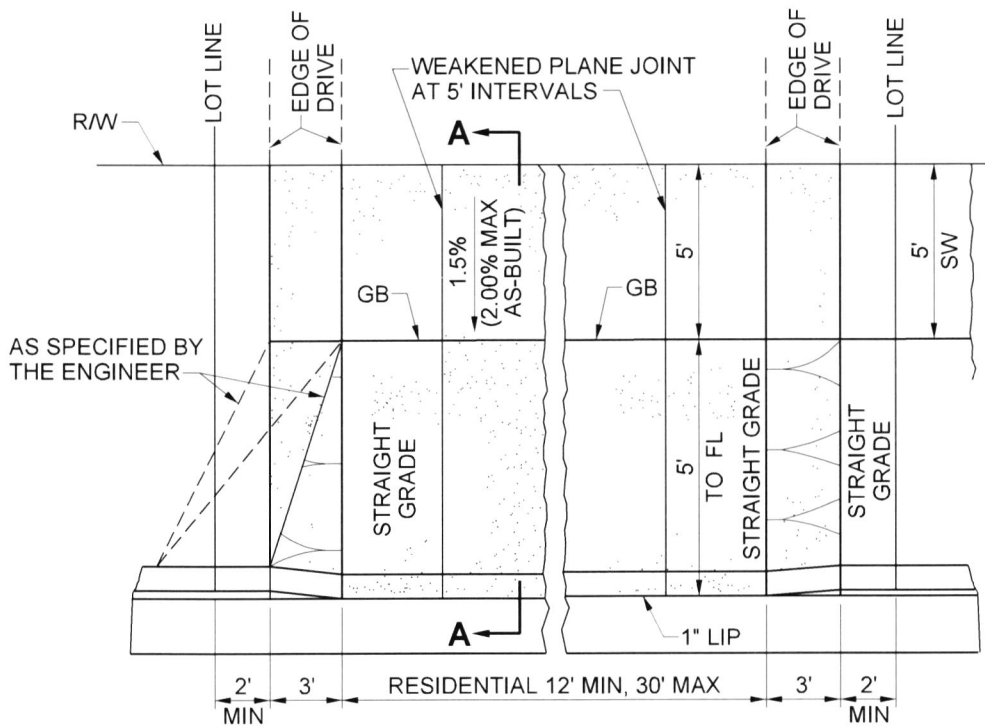 LOT LINE
EDGE OF
DRIVE
WEAKENED PLANE JOINT
AT 5' INTERVALS
EDGE OF
DRIVE
LOT LINE
R/W
A
1.5%
(2.00% MAX
AS-BUILT)
5'
5'
SW
GB
GB
AS SPECIFIED BY
THE ENGINEER
STRAIGHT
GRADE
5'
TO FL
STRAIGHT GRADE
STRAIGHT
GRADE
A
1" LIP
2'
MIN
3'
RESIDENTIAL 12' MIN, 30' MAX
3'
2'
MIN